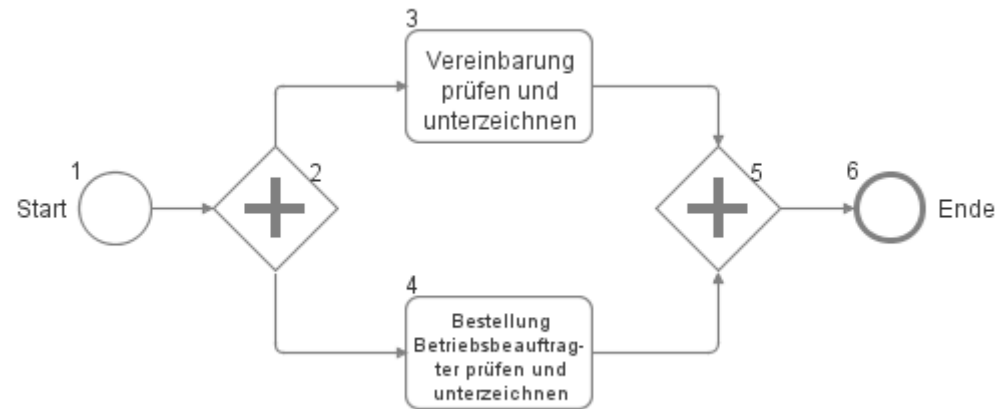 1
Start
2
3
Vereinbarung
prüfen und
unterzeichnen
4
Bestellung
Betriebsbeauftrag-
ter prüfen und
unterzeichnen
5
6
Ende